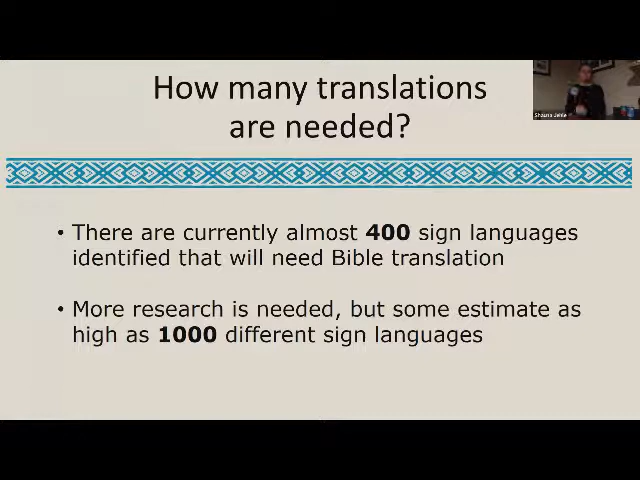 How many translations
are needed?
• There are currently almost 400 sign languages
identified that will need Bible translation
• More research is needed, but some estimate as
high as 1000 different sign languages